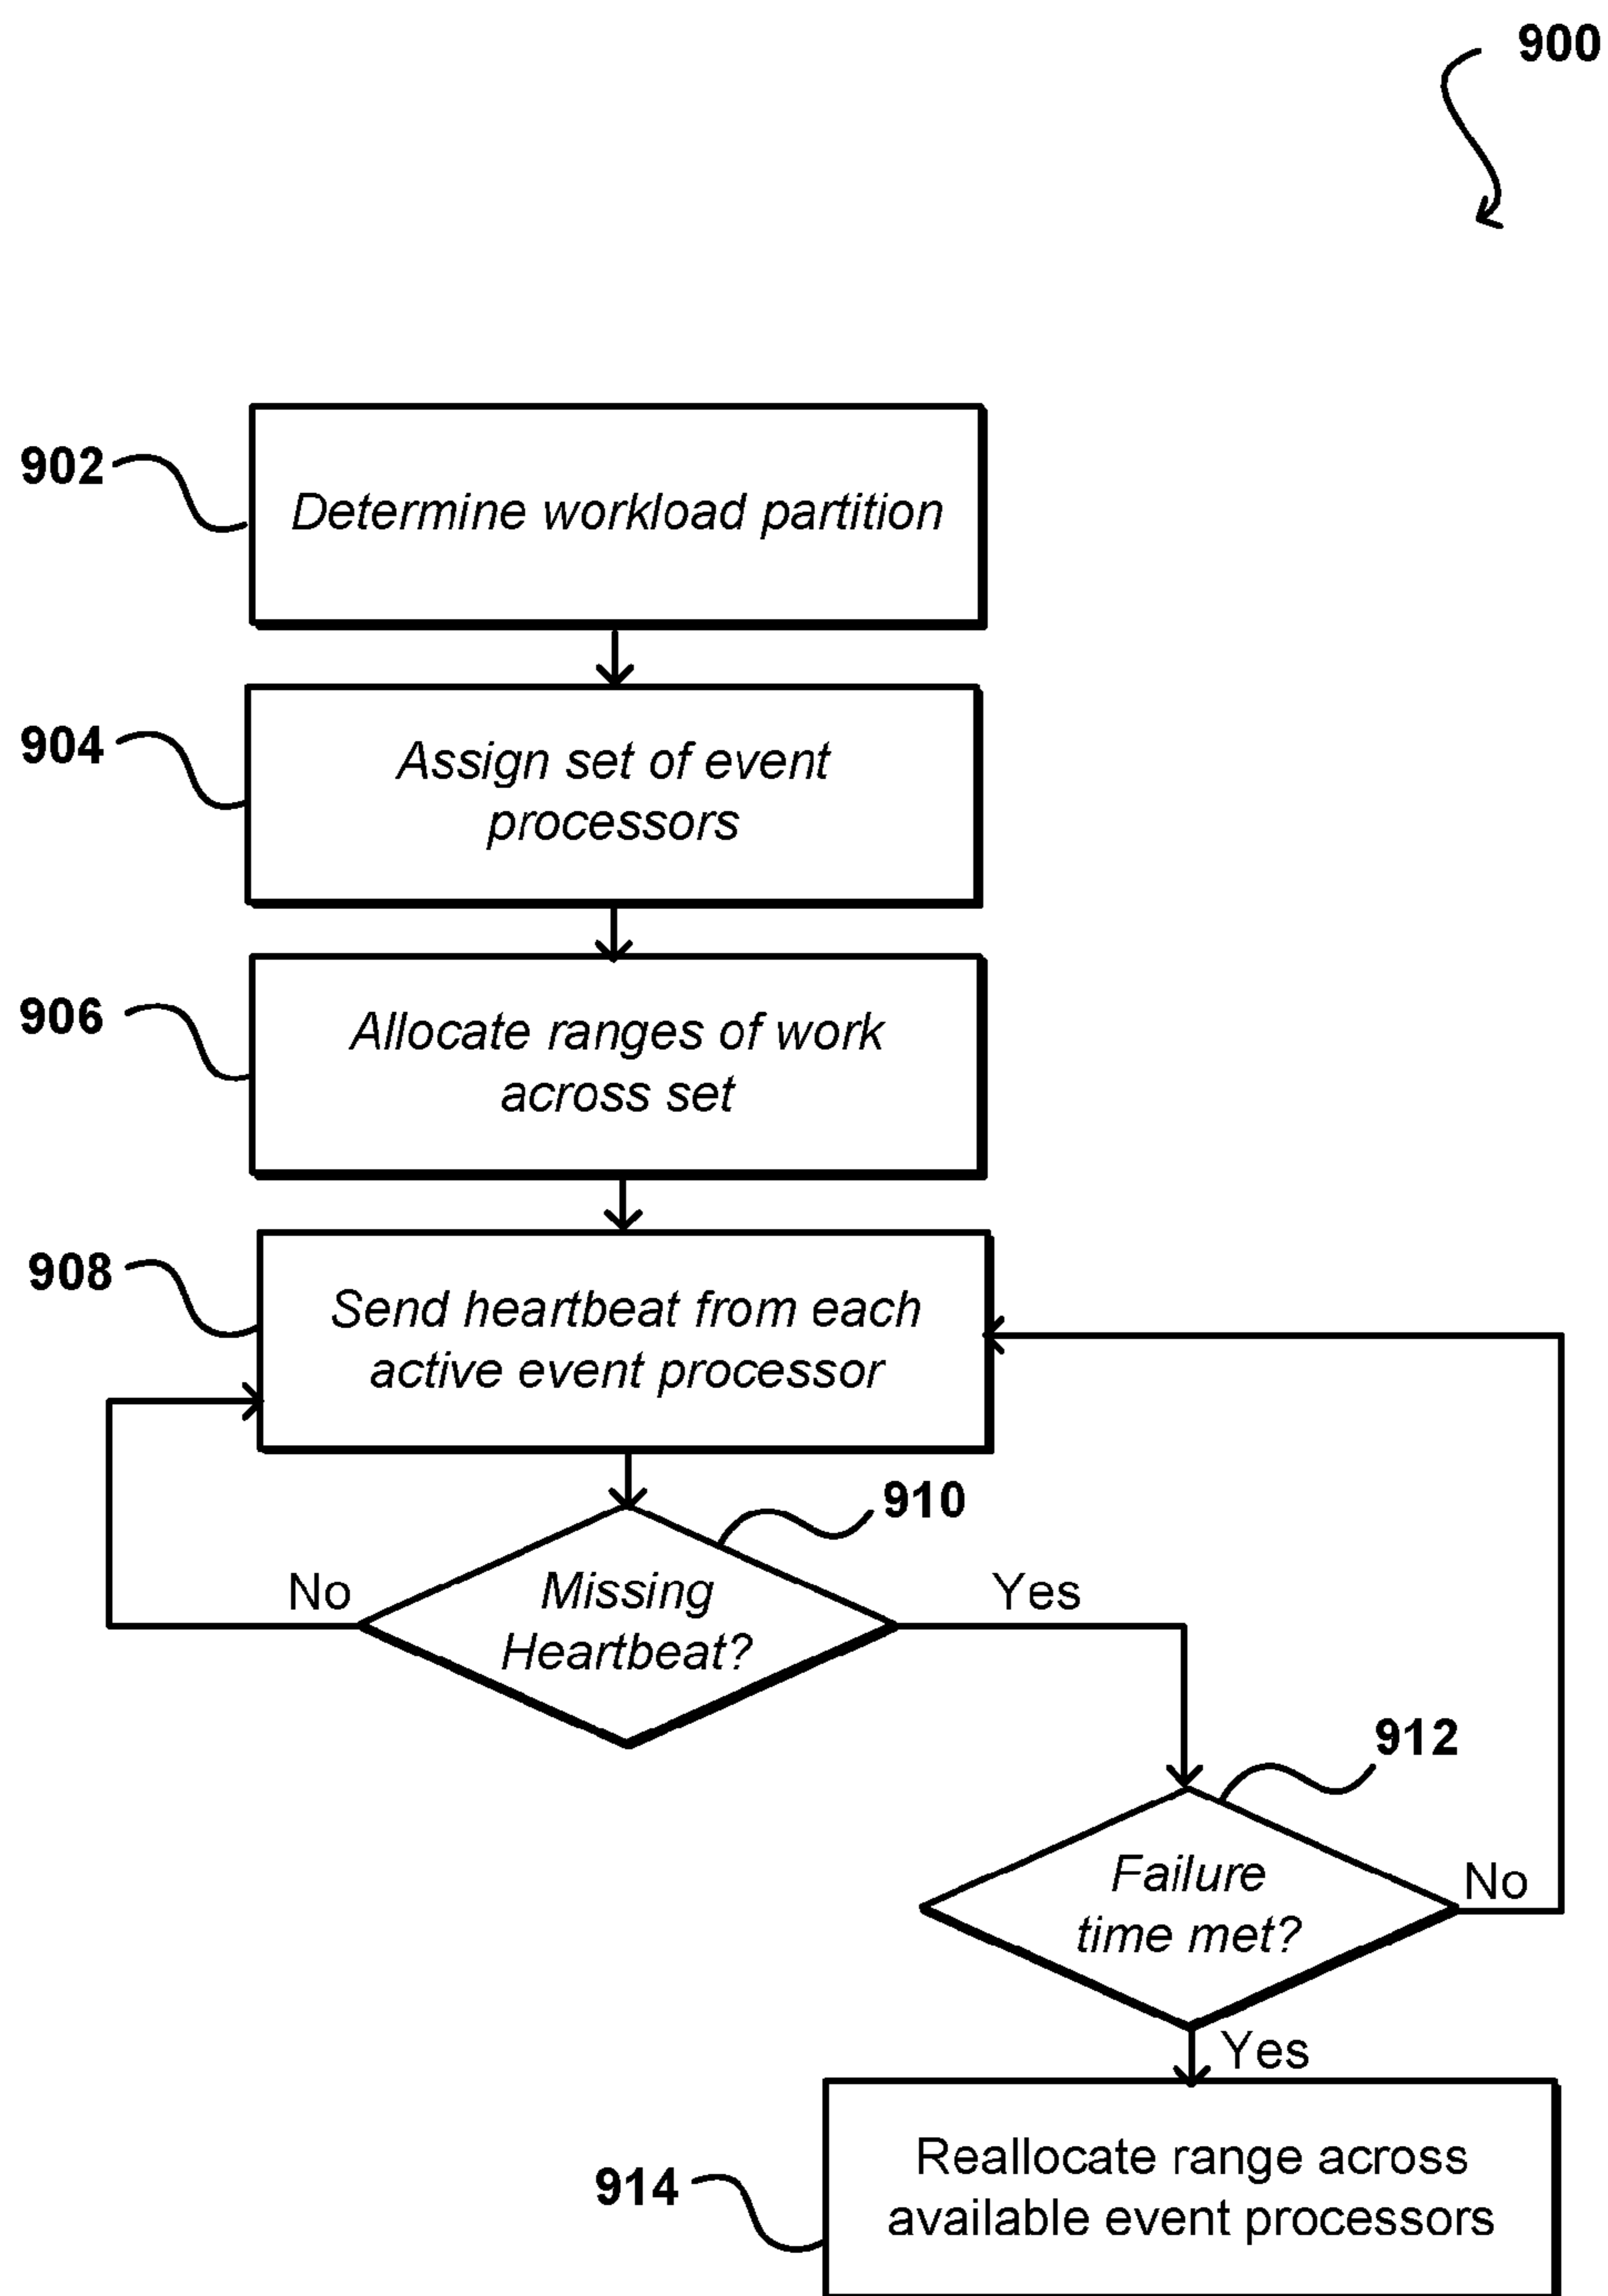 900
902
Determine workload partition
904
Assign set of event
processors
906
Allocate ranges of work
across set
908
Send heartbeat from each
active event processor
910
No
Missing
Heartbeat?
Yes
912
Failure
time met?
No
Yes
914
Reallocate range across
available event processors